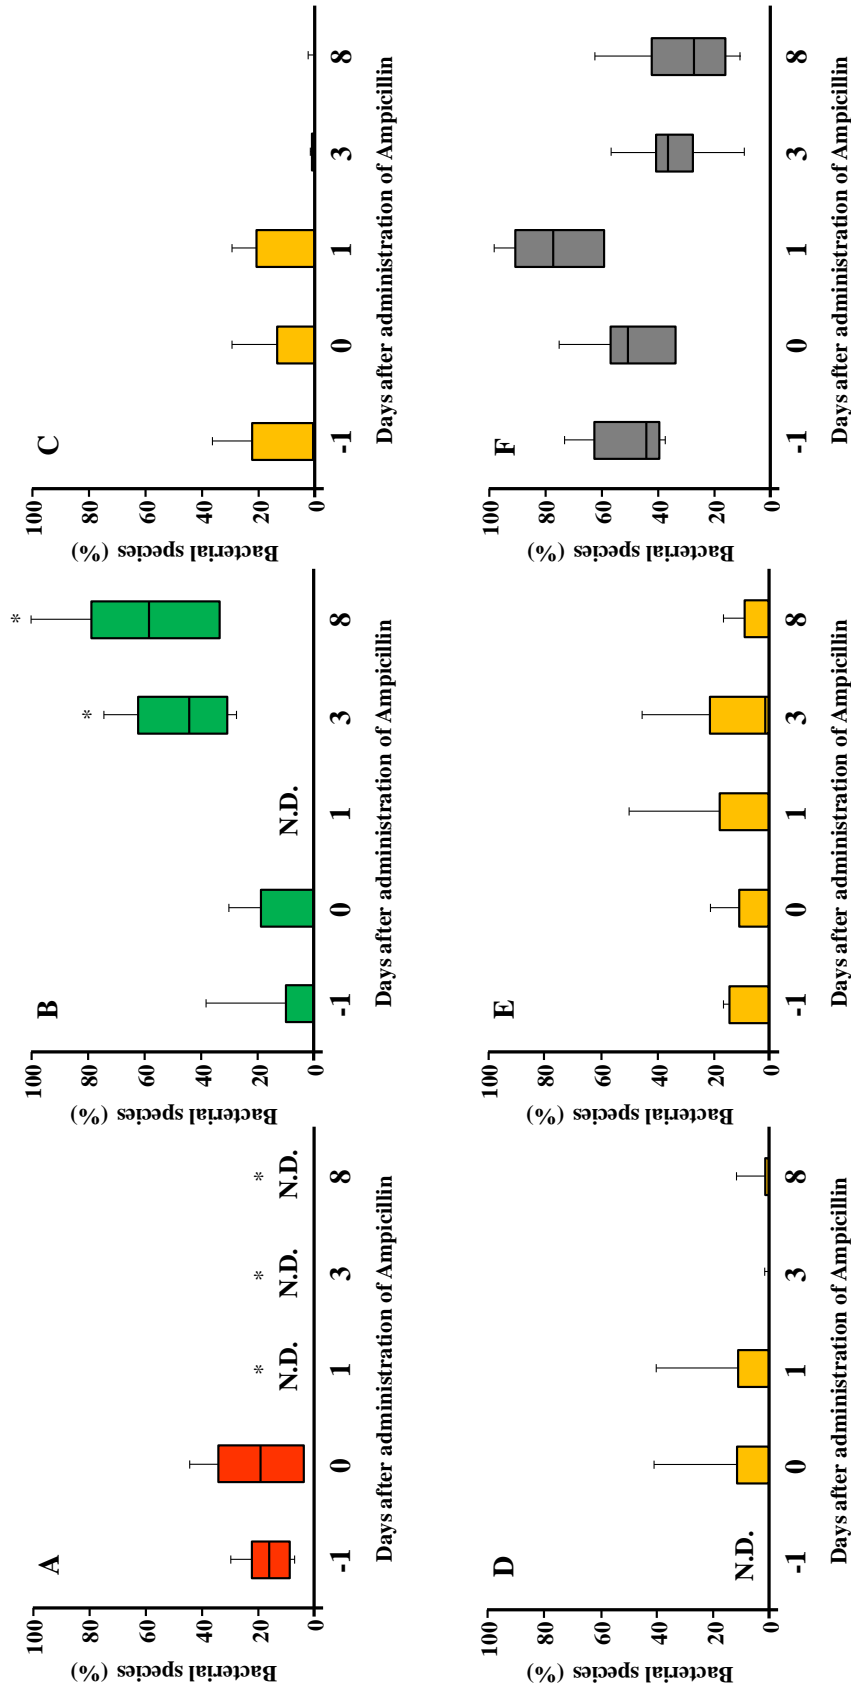 A
Bacterial species (%)
100
80
60
40
20
0
* * *
N.D. N.D. N.D.
-1 0 1 3 8
Days after administration of Ampicillin
B
Bacterial species (%)
100
80
60
40
20
0
* *
N.D.
-1 0 1 3 8
Days after administration of Ampicillin
C
Bacterial species (%)
100
80
60
40
20
0
-1 0 1 3 8
Days after administration of Ampicillin
D
Bacterial species (%)
100
80
60
40
20
0
N.D.
-1 0 1 3 8
Days after administration of Ampicillin
E
Bacterial species (%)
100
80
60
40
20
0
-1 0 1 3 8
Days after administration of Ampicillin
F
Bacterial species (%)
100
80
60
40
20
0
-1 0 1 3 8
Days after administration of Ampicillin